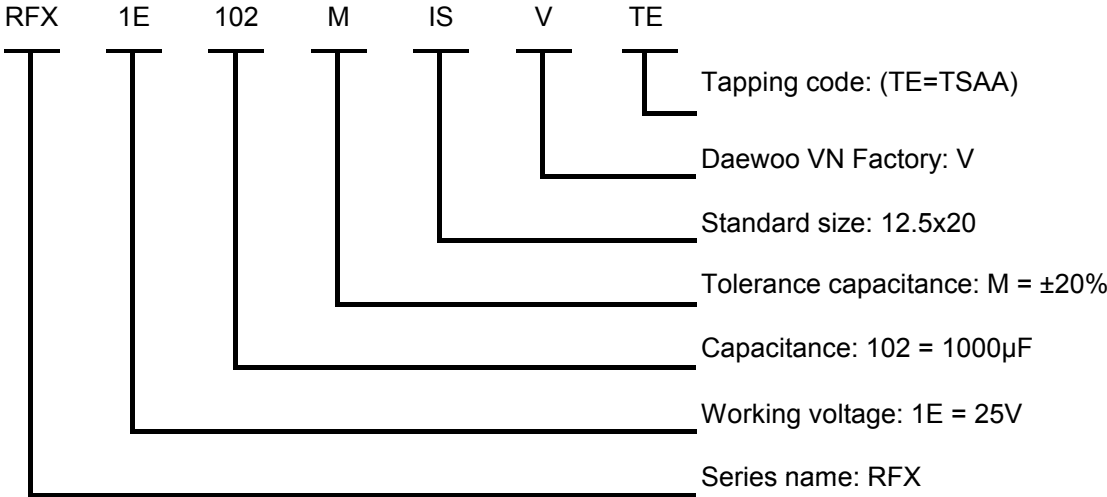 RFX 1E 102 M IS V TE
Tapping code: (TE=TSAA)
Daewoo VN Factory: V
Standard size: 12.5x20
Tolerance capacitance: M = ±20%
Capacitance: 102 = 1000µF
Working voltage: 1E = 25V
Series name: RFX